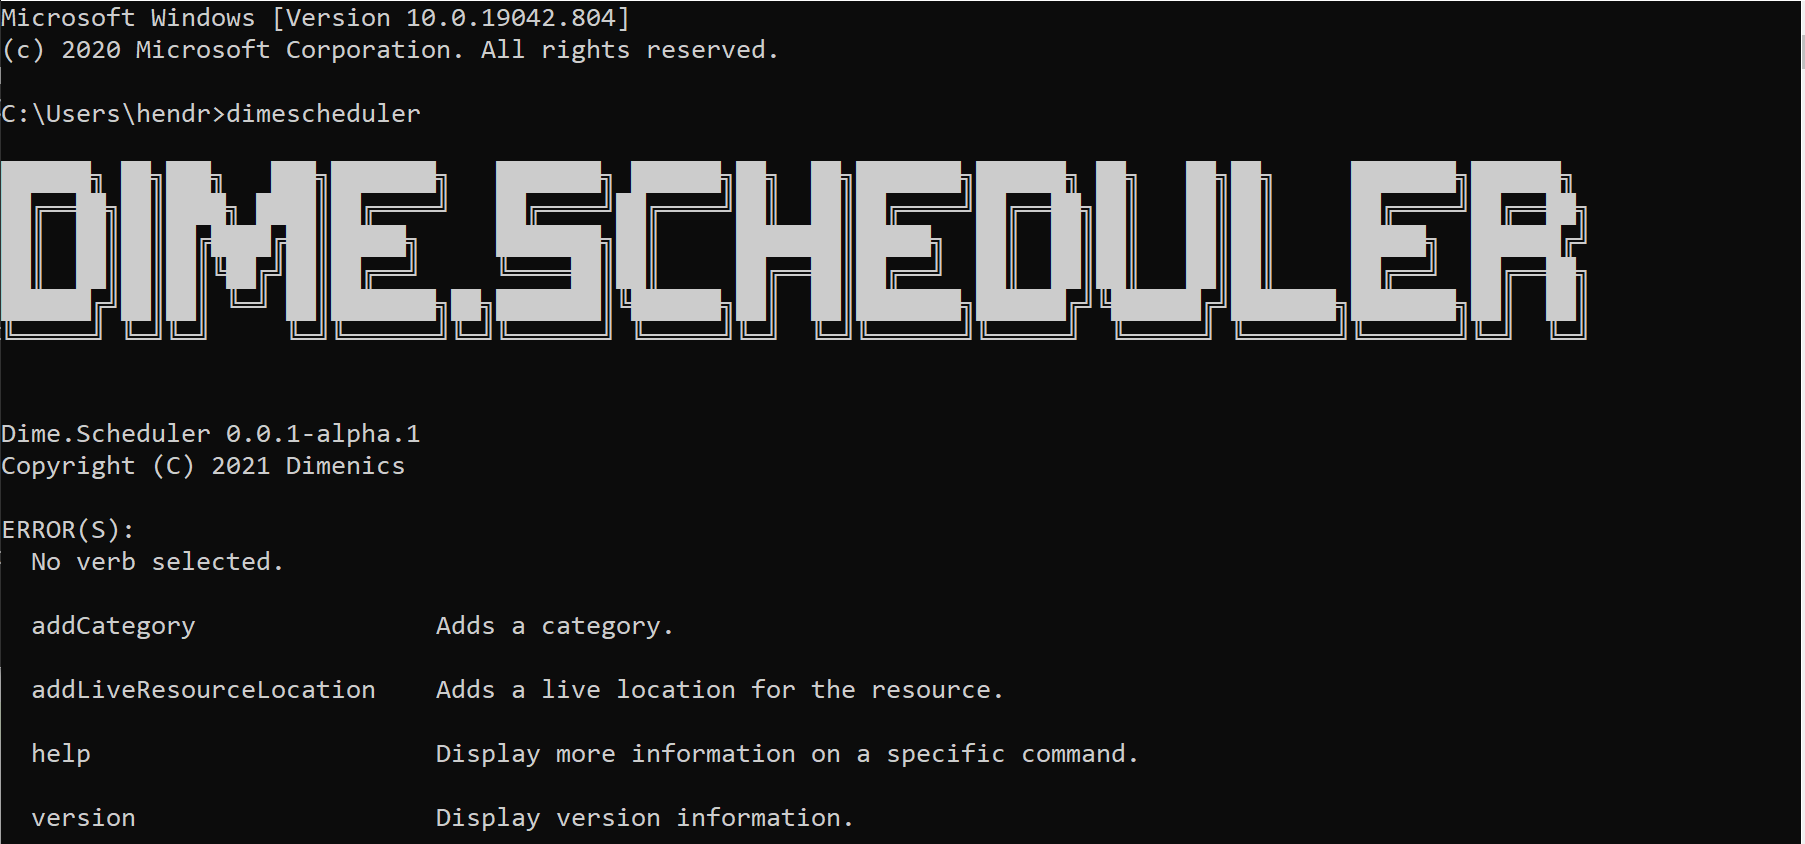 Microsoft Windows [Version 10.0.19042.804]
(c) 2020 Microsoft Corporation. All rights reserved.
C:\Users\hendr>dimescheduler
DIME.SCHEDULER
Dime.Scheduler 0.0.1-alpha.1
Copyright (C) 2021 Dimenics
ERROR(S):
No verb selected.
addCategory Adds a category.
addLiveResourceLocation Adds a live location for the resource.
help Display more information on a specific command.
version Display version information.